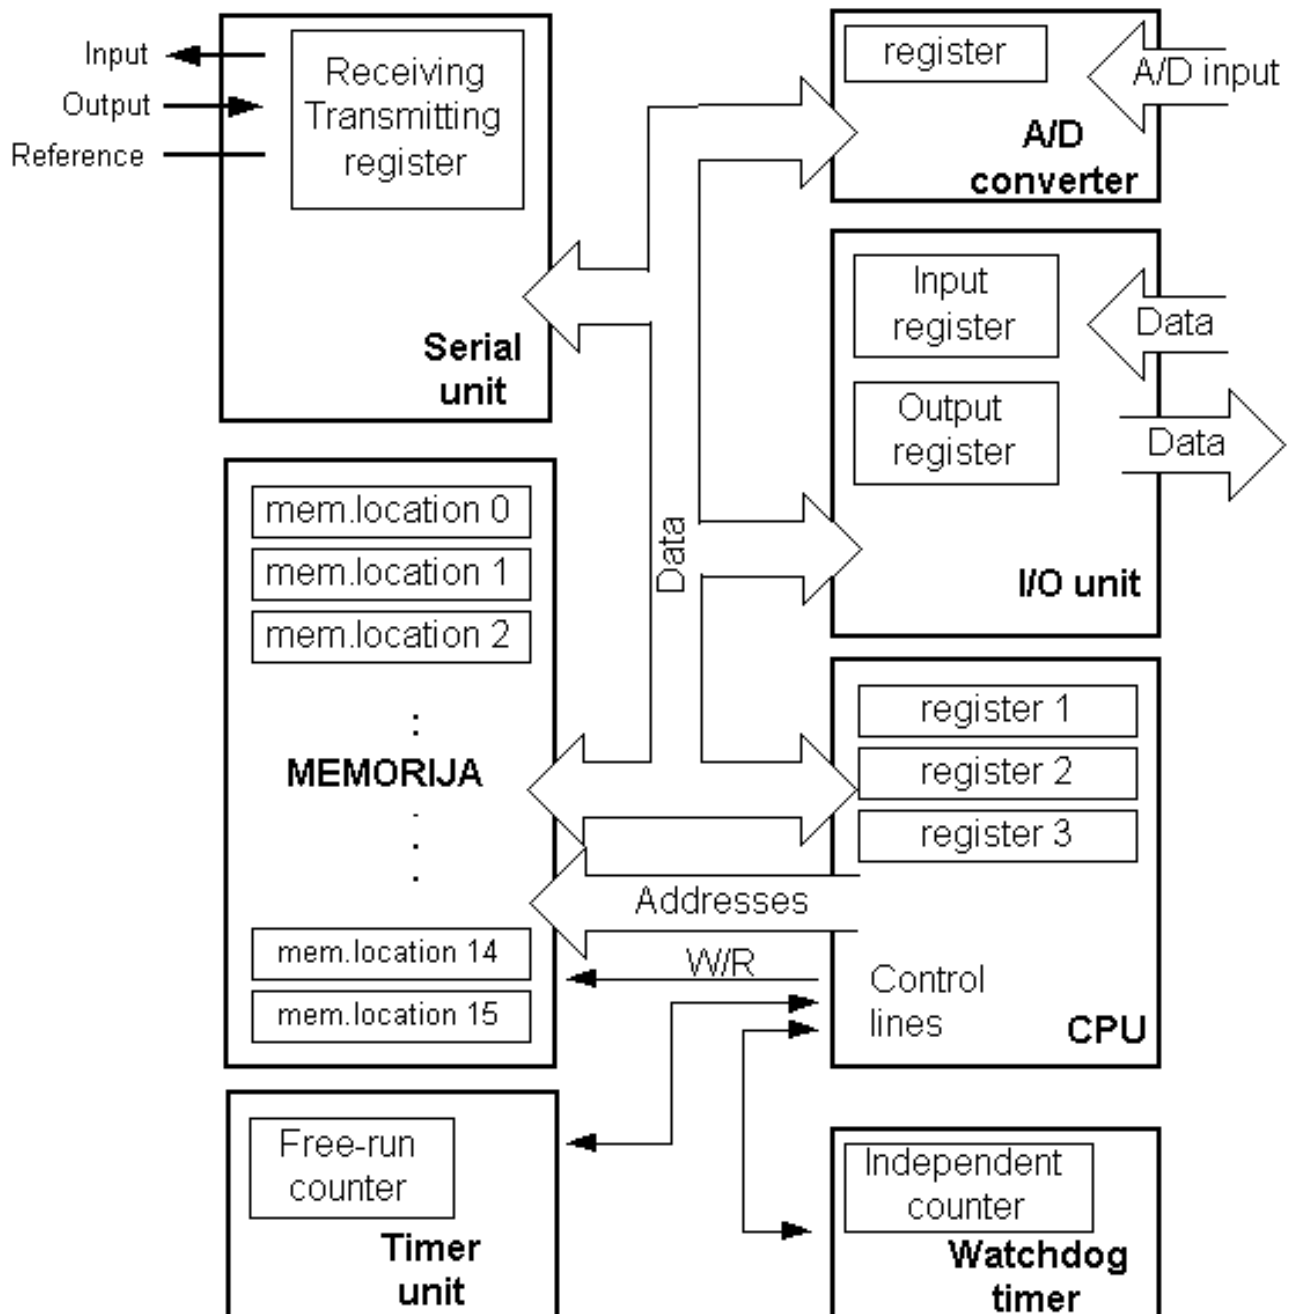 Input
Output
Reference
Receiving
Transmitting
register
Serial
unit
register
A/D input
A/D
converter
Input
register
Data
Output
register
Data
I/O unit
Data
mem.location 0
mem.location 1
mem.location 2
:
MEMORIJA
.
.
.
mem.location 14
mem.location 15
register 1
register 2
register 3
Addresses
W/R
Control
lines
CPU
Free-run
counter
Timer
unit
Independent
counter
Watchdog
timer